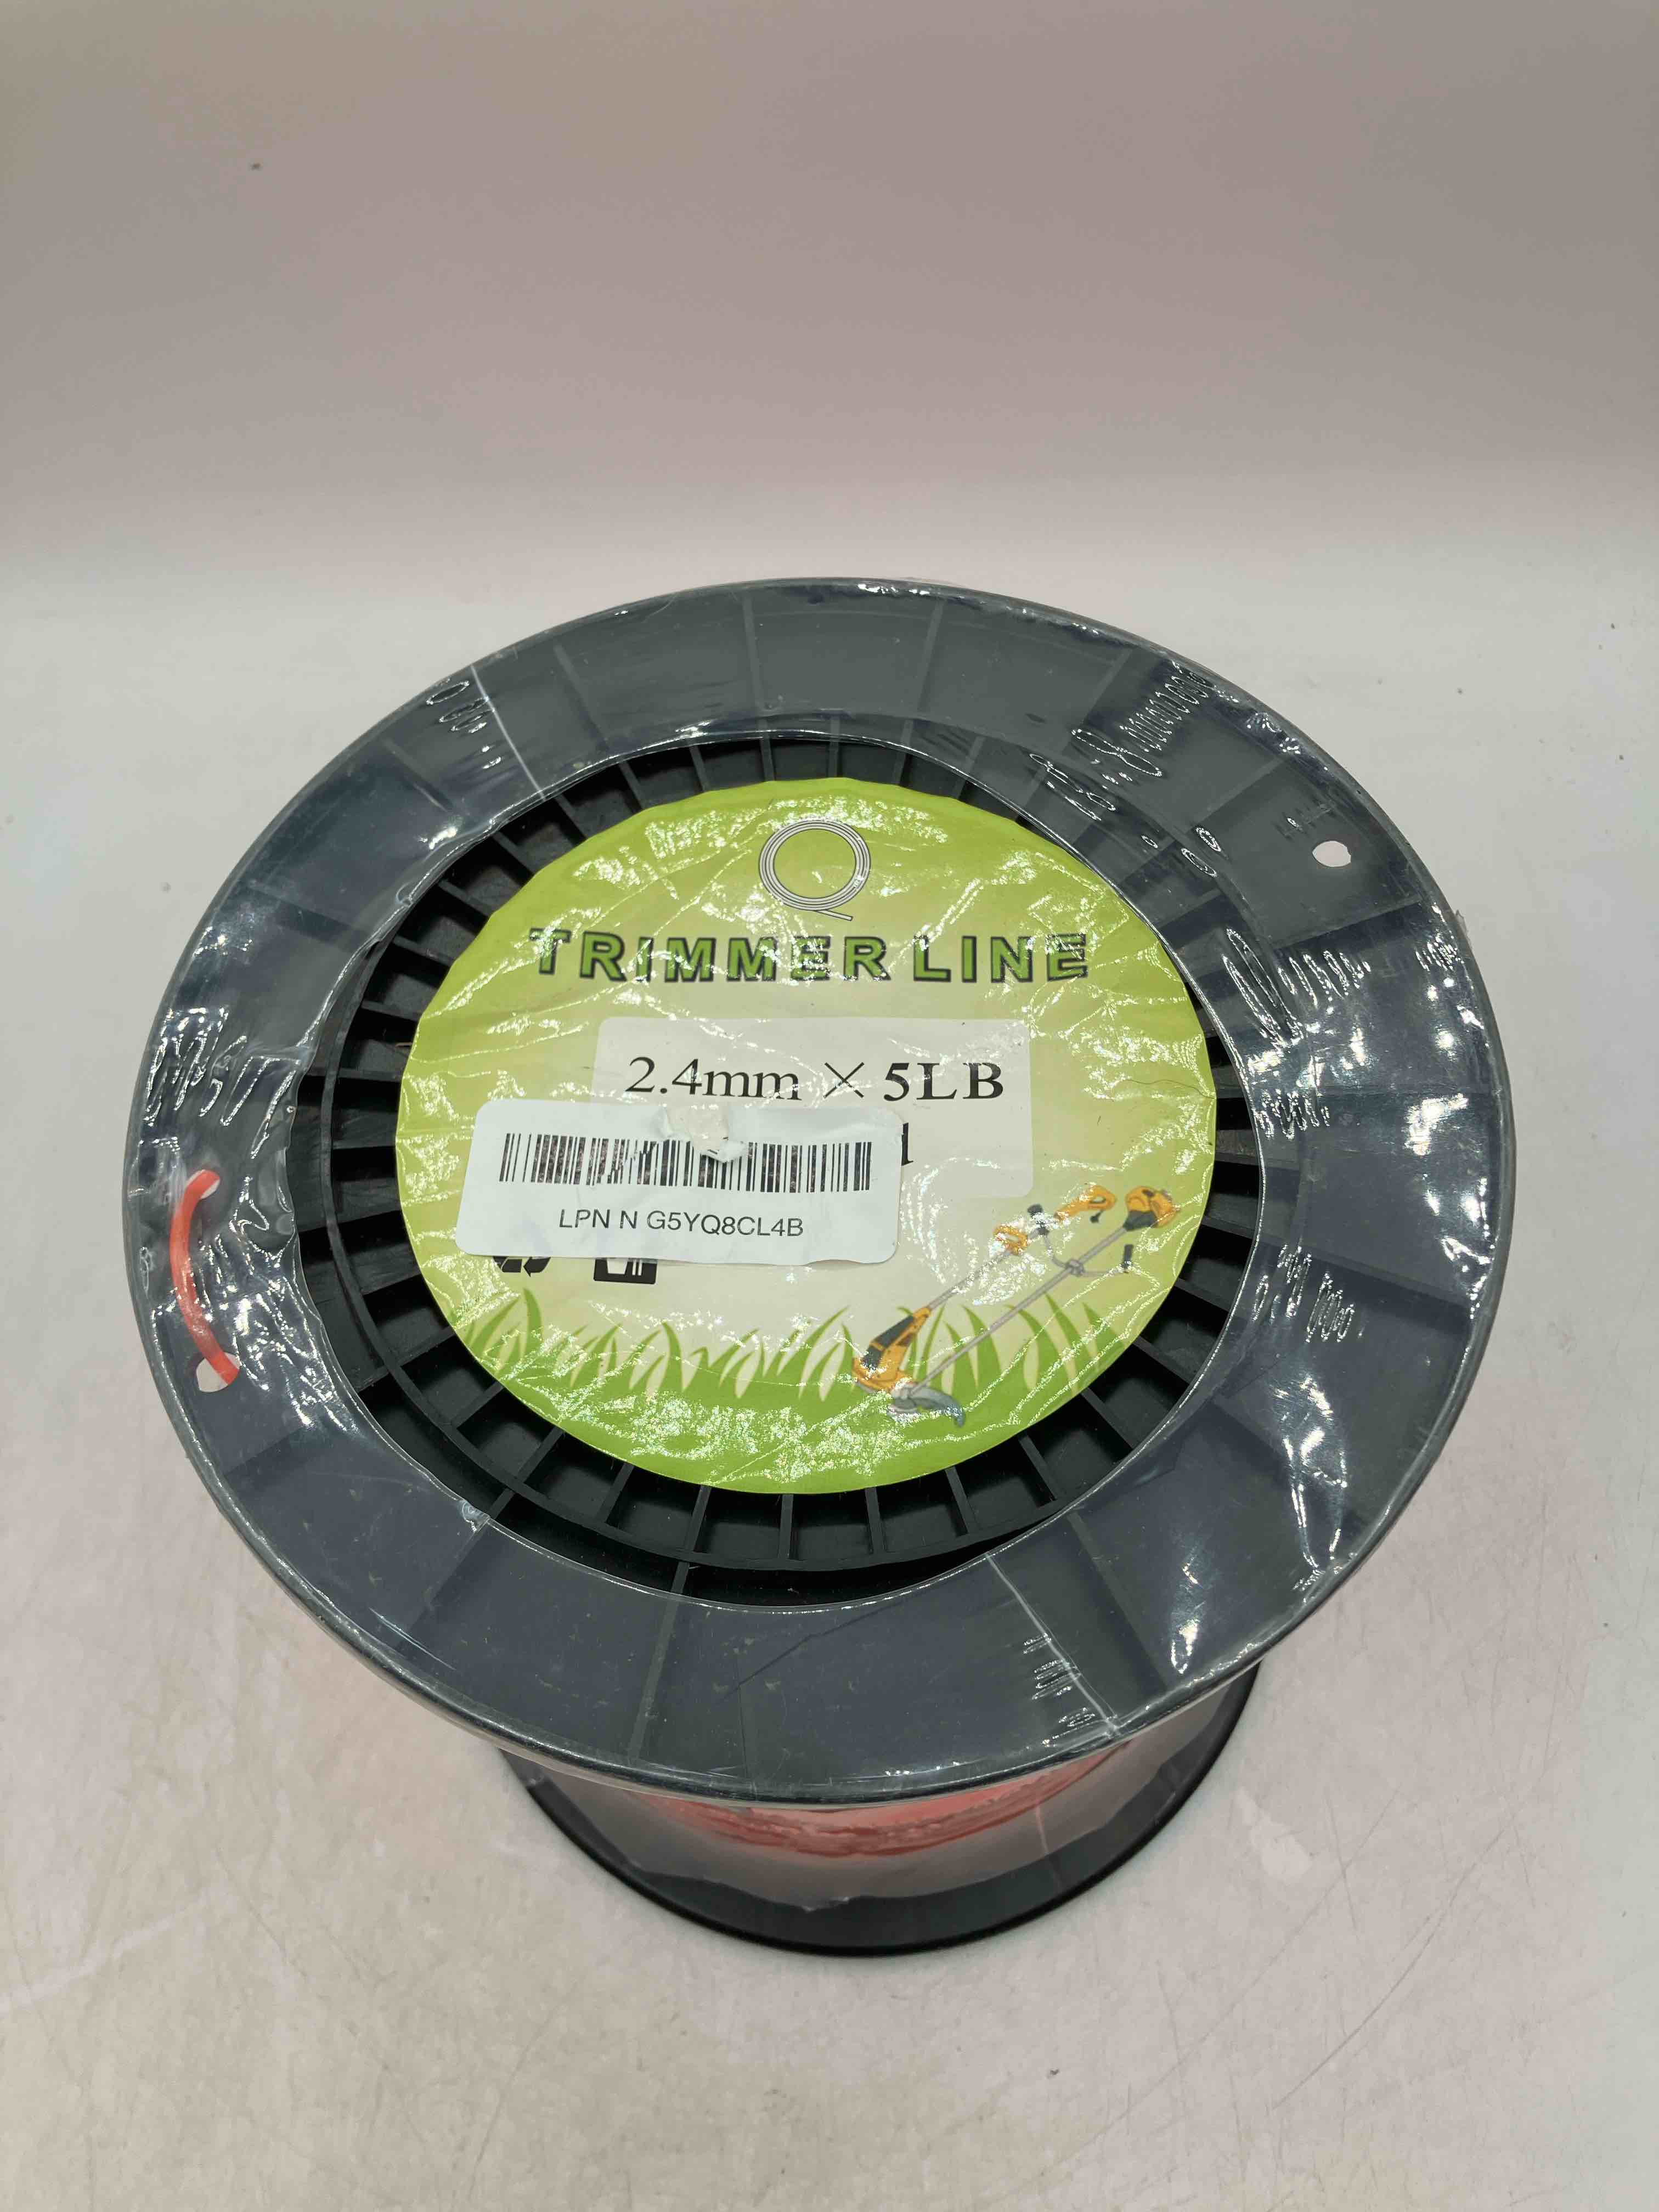 TRIMMER LINE
2.4mm × 5LB
LPN N G5YQ8CL4B